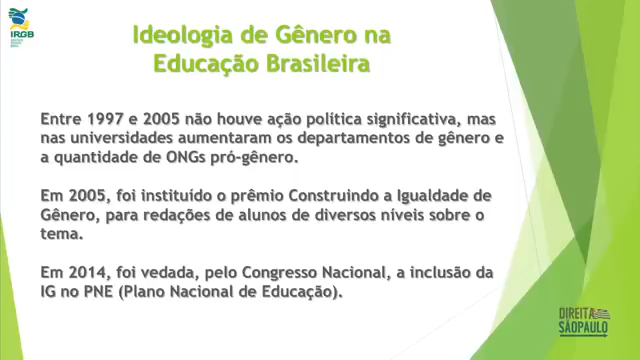 IRGB
Ideologia de Gênero na
Educação Brasileira
Entre 1997 e 2005 não houve ação política significativa, mas
nas universidades aumentaram os departamentos de gênero e
a quantidade de ONGs pró-gênero.
Em 2005, foi instituído o prêmio Construindo a Igualdade de
Gênero, para redações de alunos de diversos níveis sobre o
tema.
Em 2014, foi vedada, pelo Congresso Nacional, a inclusão da
IG no PNE (Plano Nacional de Educação).
DIREITA
SÃOPAULO